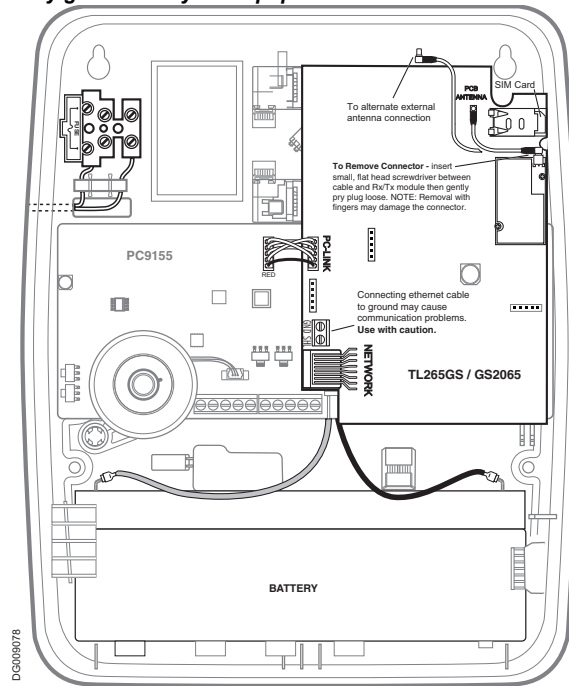 To alternate external
antenna connection
PCB
ANTENNA
SIM Card
To Remove Connector - insert
small, flat head screwdriver between
cable and Rx/Tx module then gently
pry plug loose. NOTE: Removal with
fingers may damage the connector.
FUSE
PC9155
RED
PC-LINK
Connecting ethernet cable
to ground may cause
communication problems.
Use with caution.
GND SH
NETWORK
TL265GS / GS2065
BATTERY
DG009078